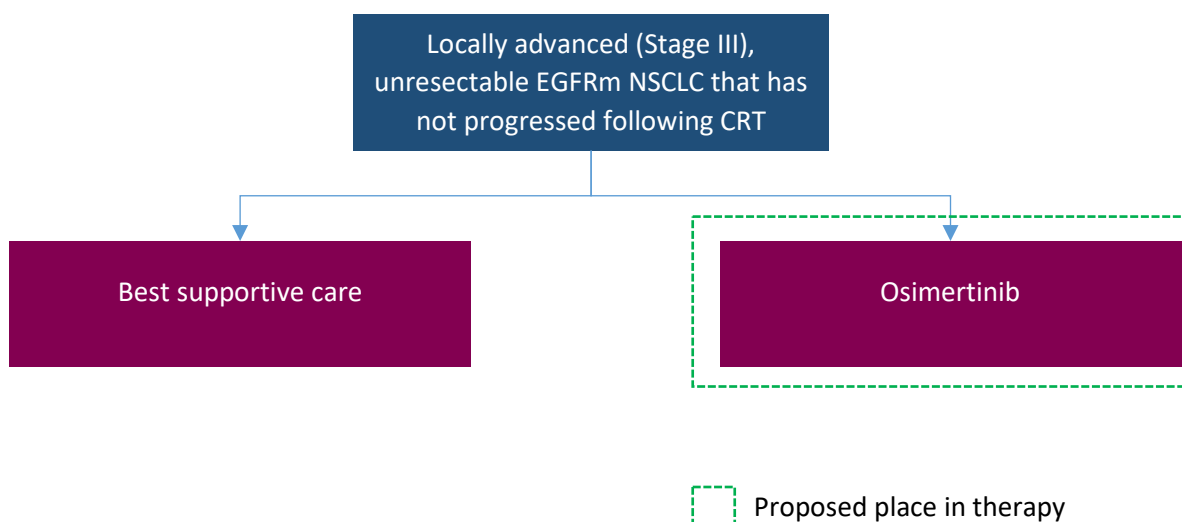 Locally advanced (Stage III),
unresectable EGFRm NSCLC that has
not progressed following CRT
Best supportive care
Osimertinib
Proposed place in therapy